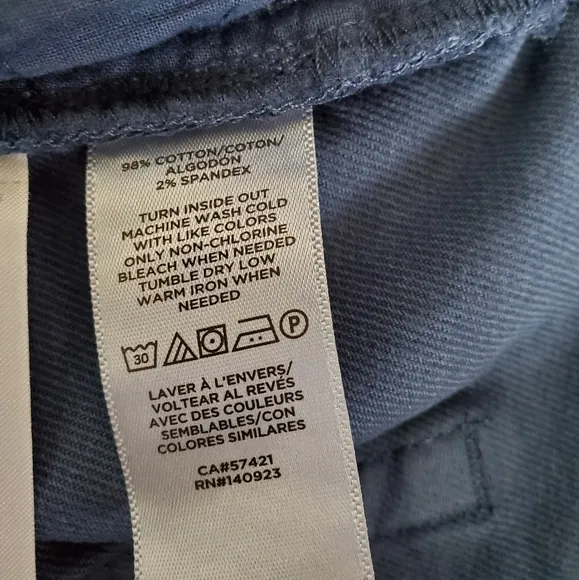 98% COTTON/COTON/
ALGODÓN
2% SPANDEX
TURN INSIDE OUT
MACHINE WASH COLD
WITH LIKE COLORS
ONLY NON-CHLORINE
BLEACH WHEN NEEDED
TUMBLE DRY LOW
WARM IRON WHEN
NEEDED
30 P
LAVER À L'ENVERS/
VOLTEAR AL REVÉS
AVEC DES COULEURS
SEMBLABLES/CON
COLORES SIMILARES
CA#57421
RN#140923